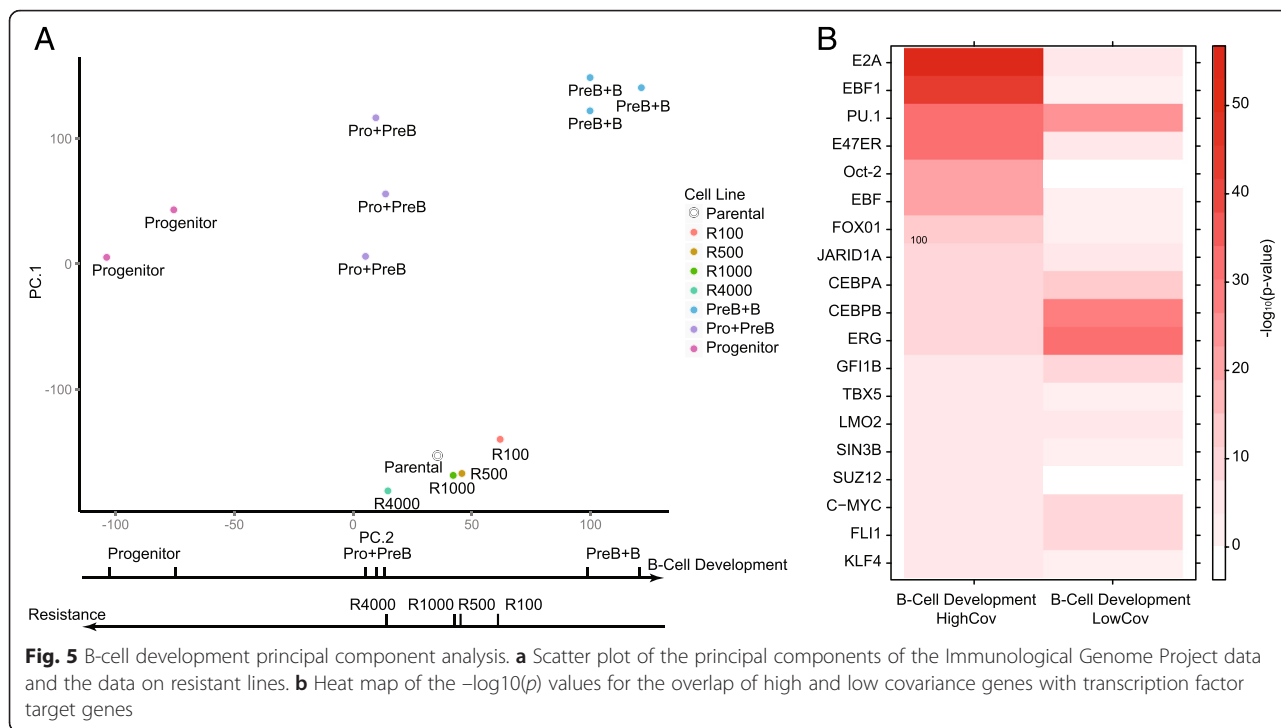 A
PreB+B
PreB+B
PreB+B
Pro+PreB
100
Pro+PreB
Progenitor
Pro+PreB
Progenitor
0
PC.1
-100
R100
Parental
R500
R1000
R4000
-100
-50
0
50
100
PC.2
Cell Line
Parental
R100
R500
R1000
R4000
PreB+B
Pro+PreB
Progenitor
Progenitor
Pro+PreB
PreB+B
B-Cell Development
Resistance
R4000
R1000
R500
R100
B
E2A
EBF1
PU.1
E47ER
Oct-2
EBF
FOX01
100
JARID1A
CEBPA
CEBPB
ERG
GFI1B
TBX5
LMO2
SIN3B
SUZ12
C−MYC
FLI1
KLF4
B-Cell Development
HighCov
B-Cell Development
LowCov
50
40
30
20
10
0
-log₁₀(p-value)
Fig. 5 B-cell development principal component analysis. a Scatter plot of the principal components of the Immunological Genome Project data
and the data on resistant lines. b Heat map of the –log10(p) values for the overlap of high and low covariance genes with transcription factor
target genes